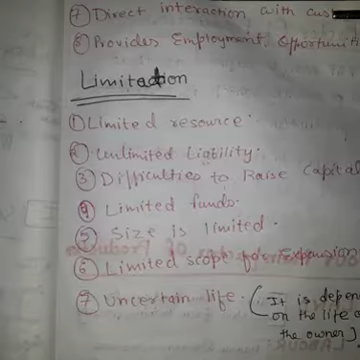 ⑦ Direct interaction with cust
⑧ Provides Employment Opportuniti
Limitation
① Limited resource.
② Unlimited Liability.
③ Difficulties to Raise Capital
④ Limited funds.
⑤ Size is limited.
⑥ Limited scope for Expansion
⑦ Uncertain life. (It is depen
on the life o
the owner)